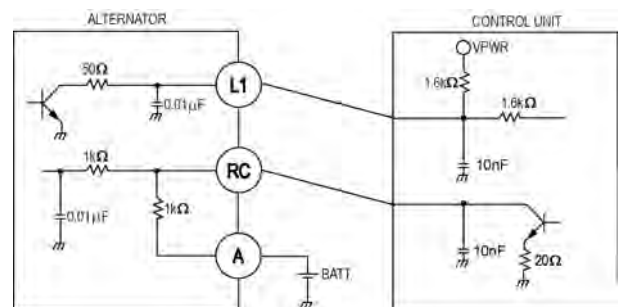 ALTERNATOR
CONTROL UNIT
VPWR
50Ω
L1
1.6kΩ
1.6kΩ
0.01μF
10nF
1kΩ
RC
0.01μF
1kΩ
10nF
20Ω
A
BATT.